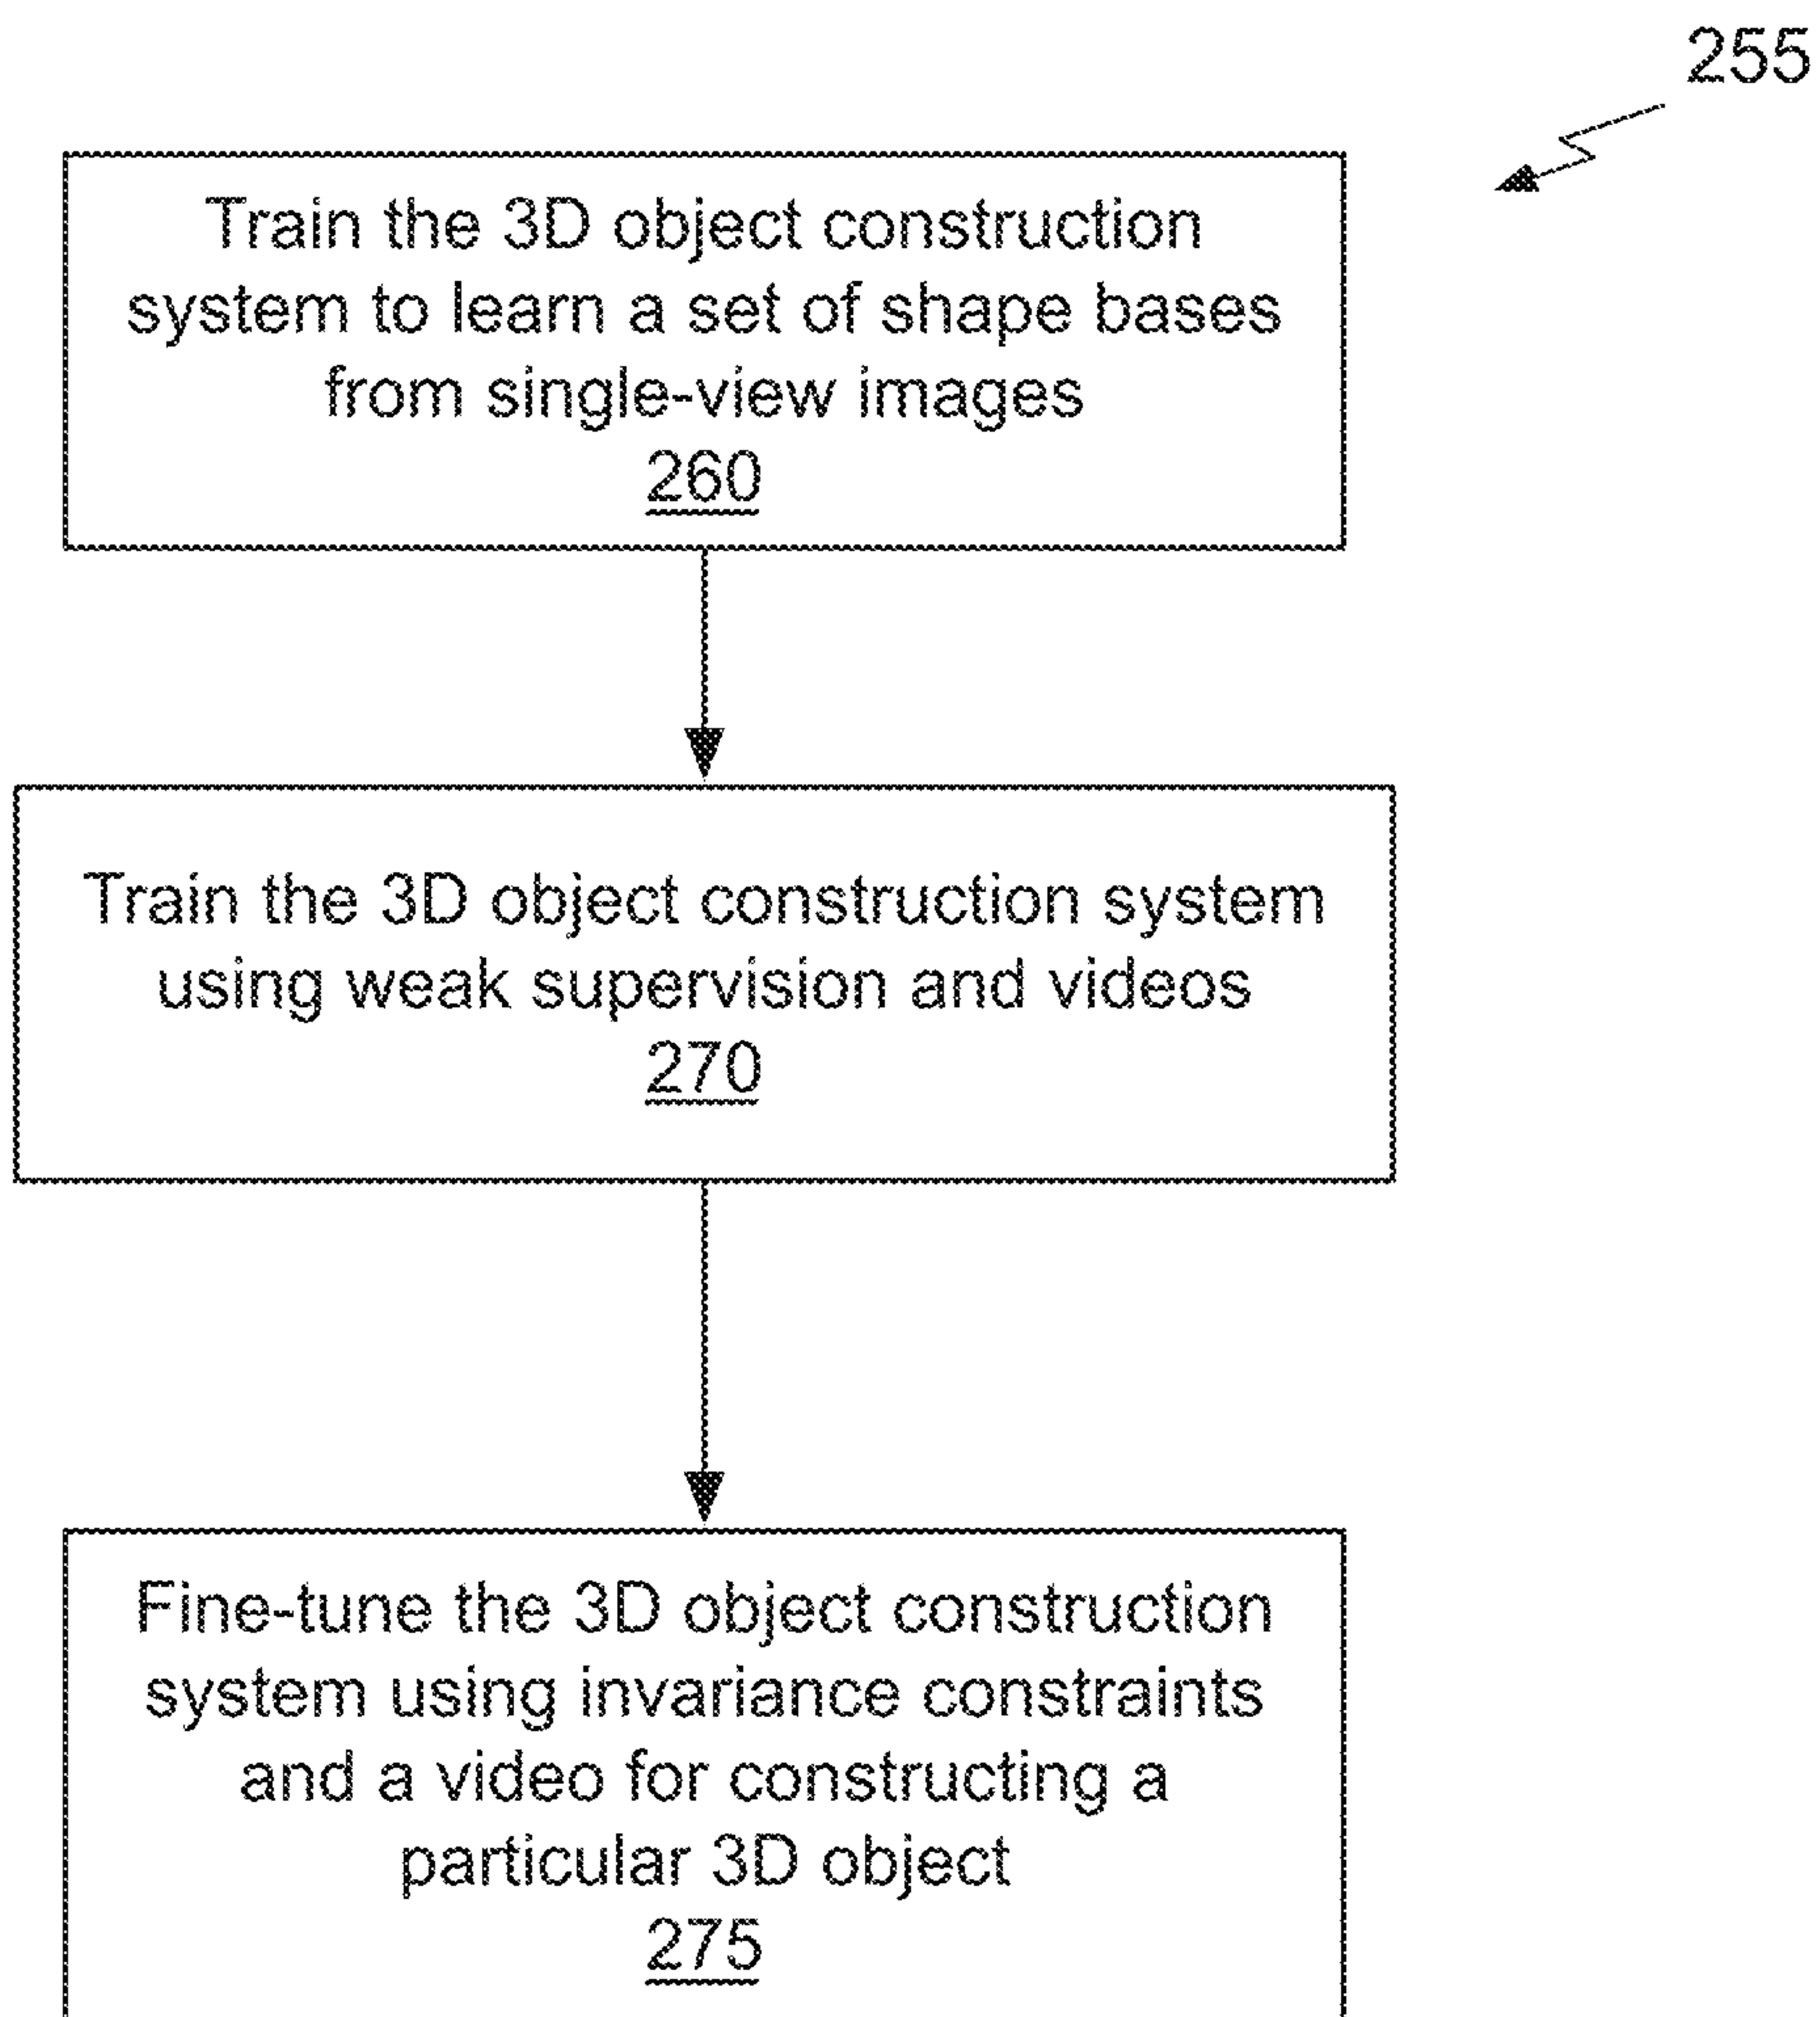 255
Train the 3D object construction
system to learn a set of shape bases
from single-view images
260
Train the 3D object construction system
using weak supervision and videos
270
Fine-tune the 3D object construction
system using invariance constraints
and a video for constructing a
particular 3D object
275